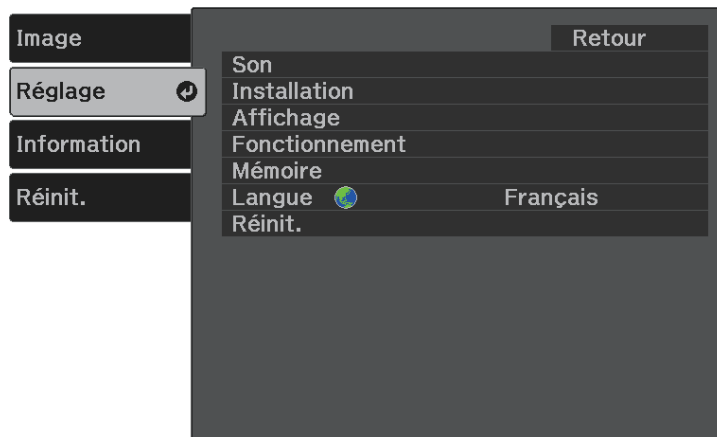 Image
Réglage
Information
Réinit.
Retour
Son
Installation
Affichage
Fonctionnement
Mémoire
Langue Français
Réinit.